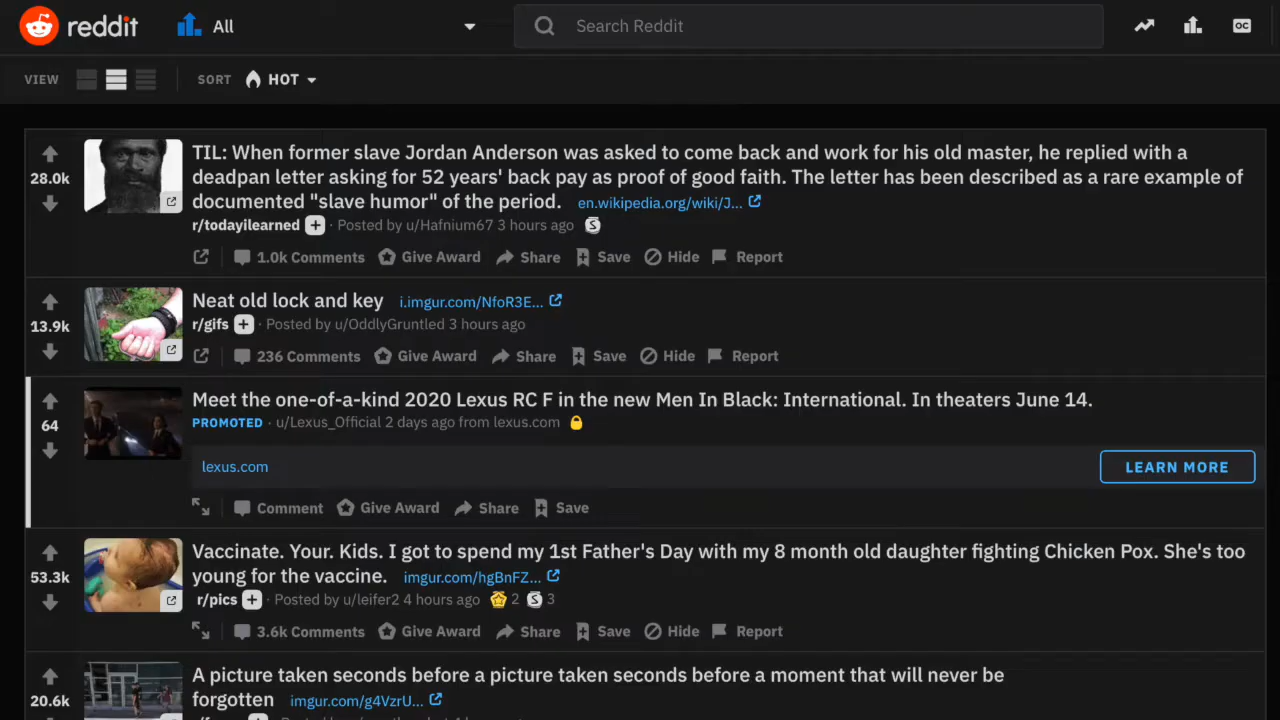 reddit All Search Reddit OC
VIEW SORT HOT
TIL: When former slave Jordan Anderson was asked to come back and work for his old master, he replied with a
28.0k
deadpan letter asking for 52 years' back pay as proof of good faith. The letter has been described as a rare example of
documented "slave humor" of the period. en.wikipedia.org/wiki/J...
r/todayilearned · Posted by u/Hafnium67 3 hours ago S
1.0k Comments Give Award Share Save Hide Report
Neat old lock and key i.imgur.com/NfoR3E...
13.9k
r/gifs · Posted by u/OddlyGruntled 3 hours ago
236 Comments Give Award Share Save Hide Report
Meet the one-of-a-kind 2020 Lexus RC F in the new Men In Black: International. In theaters June 14.
64
PROMOTED · u/Lexus_Official 2 days ago from lexus.com
lexus.com LEARN MORE
Comment Give Award Share Save
Vaccinate. Your. Kids. I got to spend my 1st Father's Day with my 8 month old daughter fighting Chicken Pox. She's too
53.3k
young for the vaccine. imgur.com/hgBnFZ...
r/pics · Posted by u/leifer2 4 hours ago 2 S 3
3.6k Comments Give Award Share Save Hide Report
A picture taken seconds before a picture taken seconds before a moment that will never be
20.6k
forgotten imgur.com/g4VzrU...